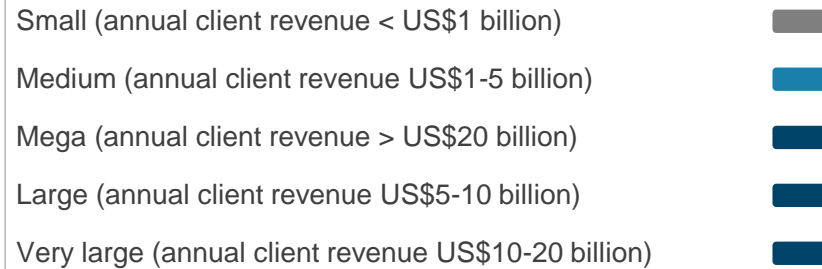 Small (annual client revenue < US$1 billion)
Medium (annual client revenue US$1-5 billion)
Mega (annual client revenue > US$20 billion)
Large (annual client revenue US$5-10 billion)
Very large (annual client revenue US$10-20 billion)